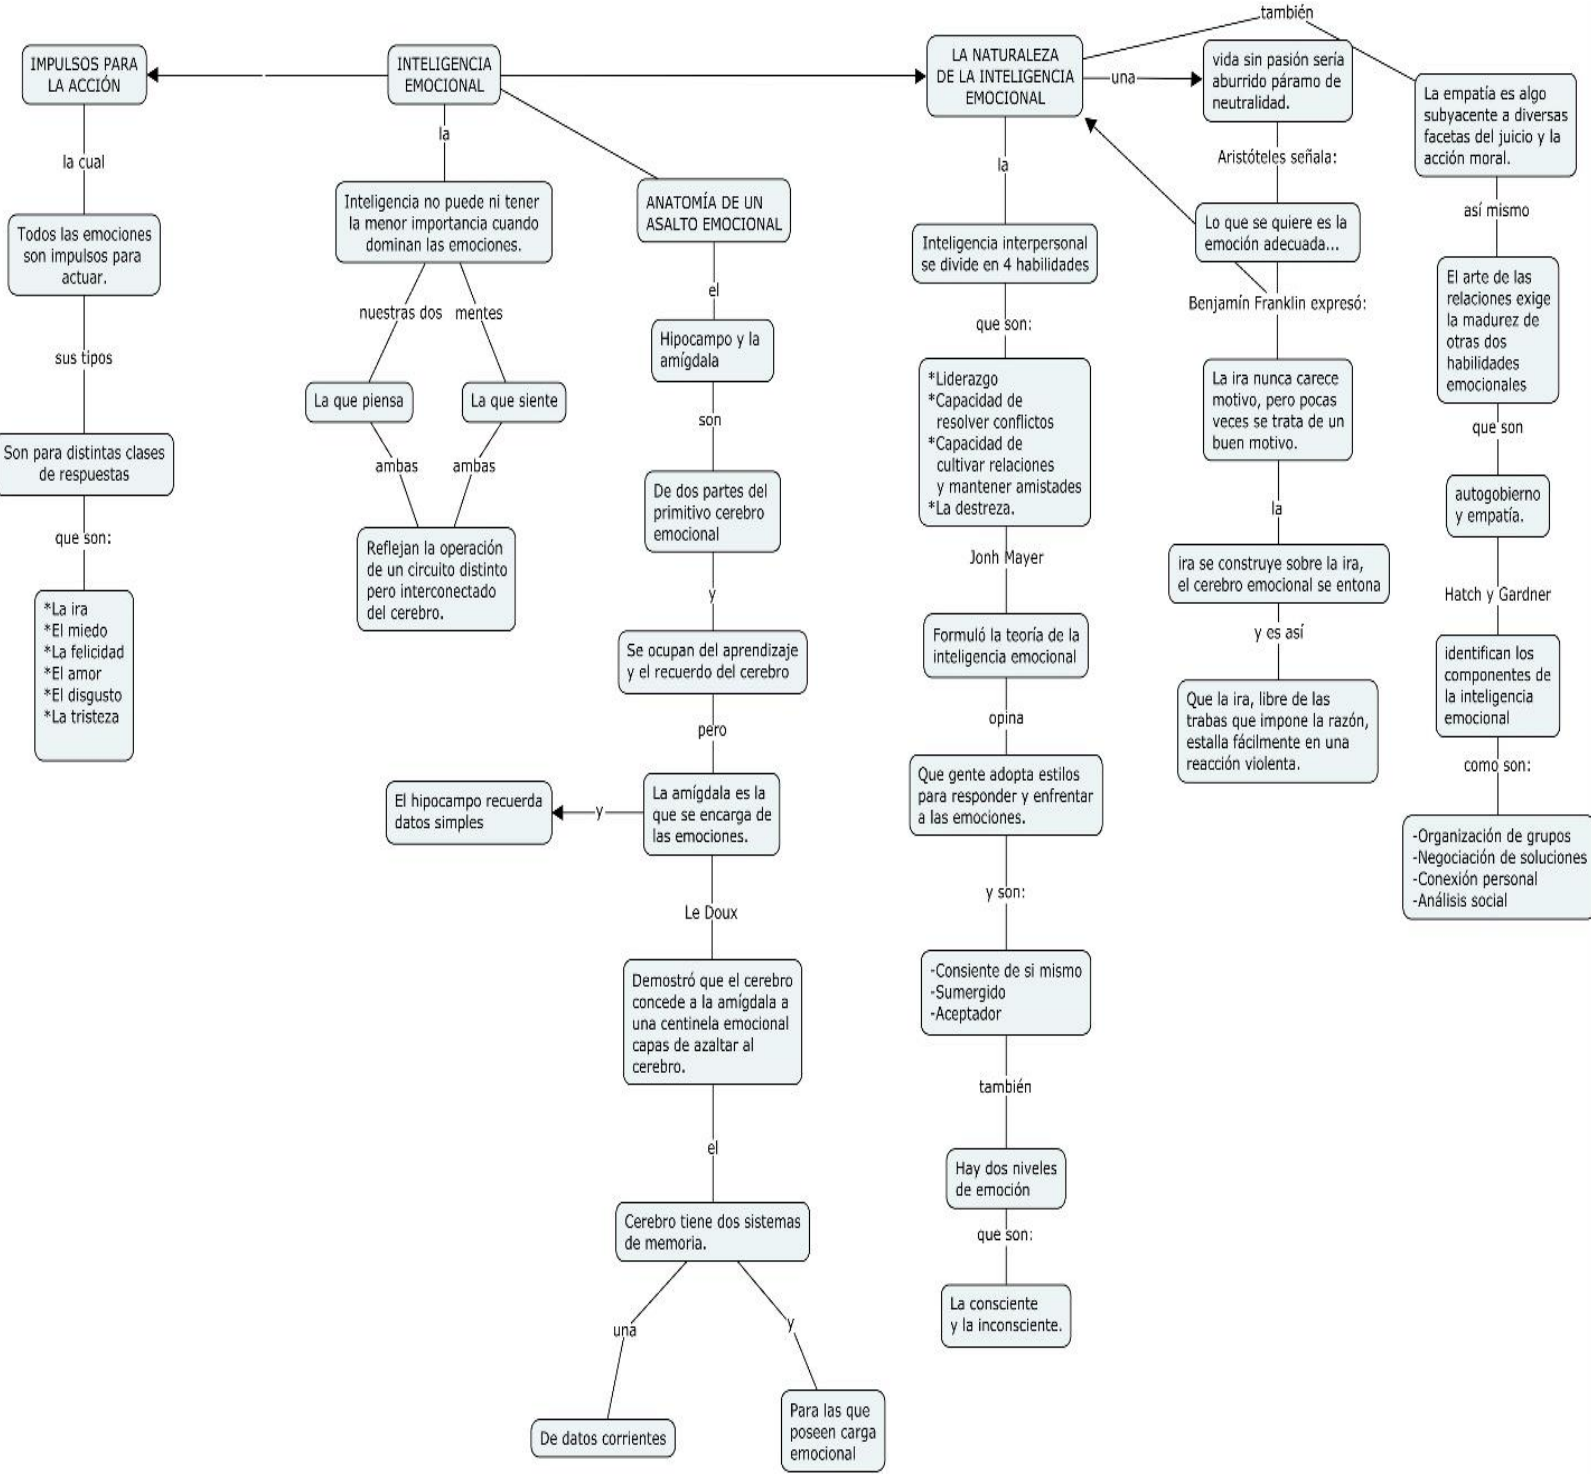 también
IMPULSOS PARA
LA ACCIÓN
la cual
Todos las emociones
son impulsos para
actuar.
sus tipos
Son para distintas clases
de respuestas
que son:
*La ira
*El miedo
*La felicidad
*El amor
*El disgusto
*La tristeza
INTELIGENCIA
EMOCIONAL
la
Inteligencia no puede ni tener
la menor importancia cuando
dominan las emociones.
nuestras dos
mentes
La que piensa
La que siente
ambas
ambas
Reflejan la operación
de un circuito distinto
pero interconectado
del cerebro.
ANATOMÍA DE UN
ASALTO EMOCIONAL
el
Hipocampo y la
amígdala
son
De dos partes del
primitivo cerebro
emocional
y
Se ocupan del aprendizaje
y el recuerdo del cerebro
pero
La amígdala es la
que se encarga de
las emociones.
y
El hipocampo recuerda
datos simples
Le Doux
Demostró que el cerebro
concede a la amígdala a
una centinela emocional
capas de azaltar al
cerebro.
el
Cerebro tiene dos sistemas
de memoria.
una
y
De datos corrientes
Para las que
poseen carga
emocional
LA NATURALEZA
DE LA INTELIGENCIA
EMOCIONAL
la
Inteligencia interpersonal
se divide en 4 habilidades
que son:
*Liderazgo
*Capacidad de
resolver conflictos
*Capacidad de
cultivar relaciones
y mantener amistades
*La destreza.
Jonh Mayer
Formuló la teoría de la
inteligencia emocional
opina
Que gente adopta estilos
para responder y enfrentar
a las emociones.
y son:
-Consiente de si mismo
-Sumergido
-Aceptador
también
Hay dos niveles
de emoción
que son:
La consciente
y la inconsciente.
una
vida sin pasión sería
aburrido páramo de
neutralidad.
Aristóteles señala:
Lo que se quiere es la
emoción adecuada...
Benjamín Franklin expresó:
La ira nunca carece
motivo, pero pocas
veces se trata de un
buen motivo.
la
ira se construye sobre la ira,
el cerebro emocional se entona
y es así
Que la ira, libre de las
trabas que impone la razón,
estalla fácilmente en una
reacción violenta.
La empatía es algo
subyacente a diversas
facetas del juicio y la
acción moral.
así mismo
El arte de las
relaciones exige
la madurez de
otras dos
habilidades
emocionales
que son
autogobierno
y empatía.
Hatch y Gardner
identifican los
componentes de
la inteligencia
emocional
como son:
-Organización de grupos
-Negociación de soluciones
-Conexión personal
-Análisis social